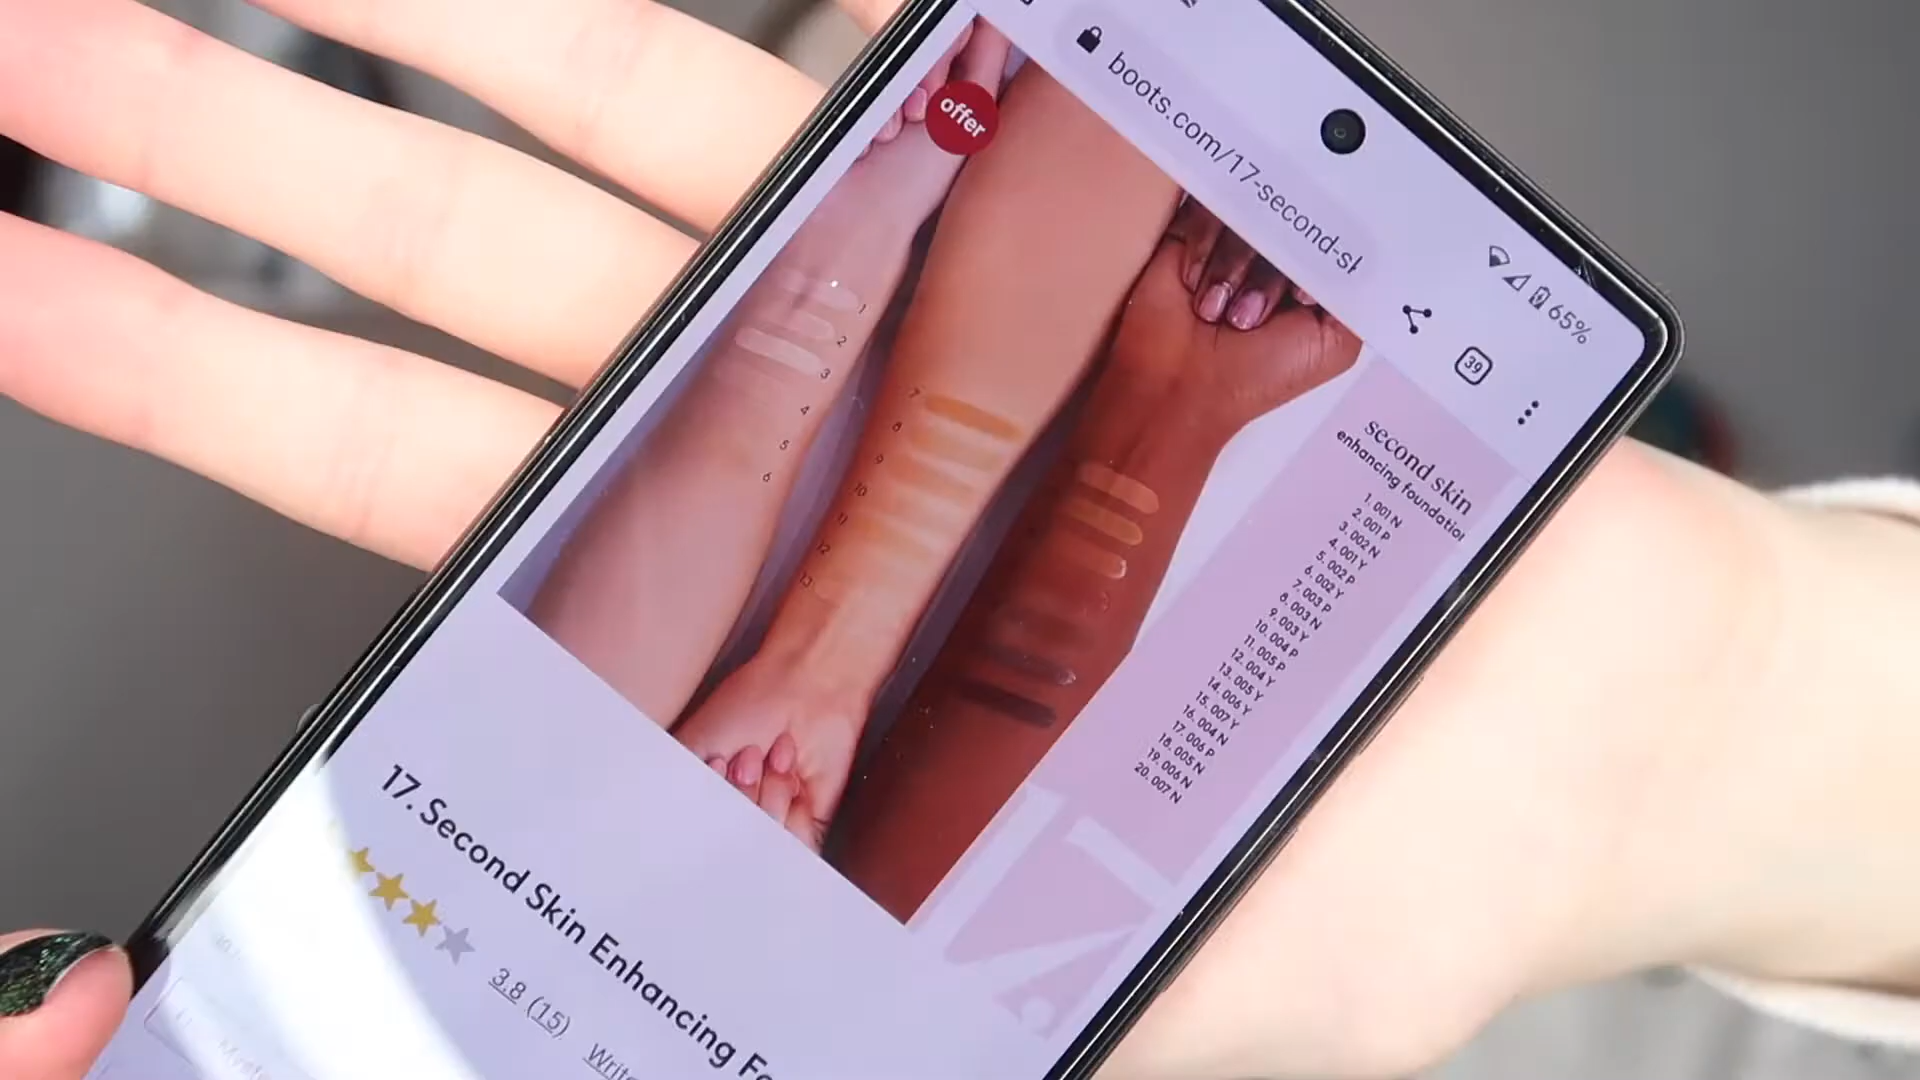 65%
boots.com/17-second-sk
39
offer
1
2
3
4
5
6
7
8
9
10
11
12
13
second skin
enhancing foundation
1. 001 N
2. 001 P
3. 002 N
4. 001 Y
5. 002 P
6. 002 Y
7. 003 P
8. 003 N
9. 003 Y
10. 004 P
11. 005 P
12. 004 Y
13. 005 Y
14. 006 Y
15. 007 Y
16. 004 N
17. 006 P
18. 005 N
19. 006 N
20. 007 N
17. Second Skin Enhancing Fo
3.8 (15)
Write